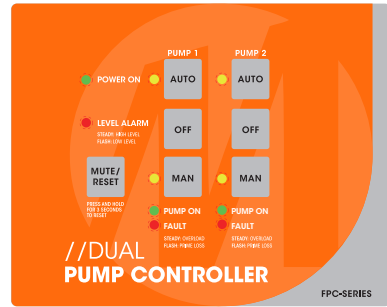 PUMP 1 PUMP 2
POWER ON AUTO AUTO
LEVEL ALARM
STEADY: HIGH LEVEL
FLASH: LOW LEVEL
OFF OFF
MUTE/
RESET
MAN MAN
PRESS AND HOLD
FOR 3 SECONDS
TO RESET
PUMP ON PUMP ON
FAULT FAULT
STEADY: OVERLOAD STEADY: OVERLOAD
FLASH: PRIME LOSS FLASH: PRIME LOSS
//DUAL
PUMP CONTROLLER
FPC-SERIES